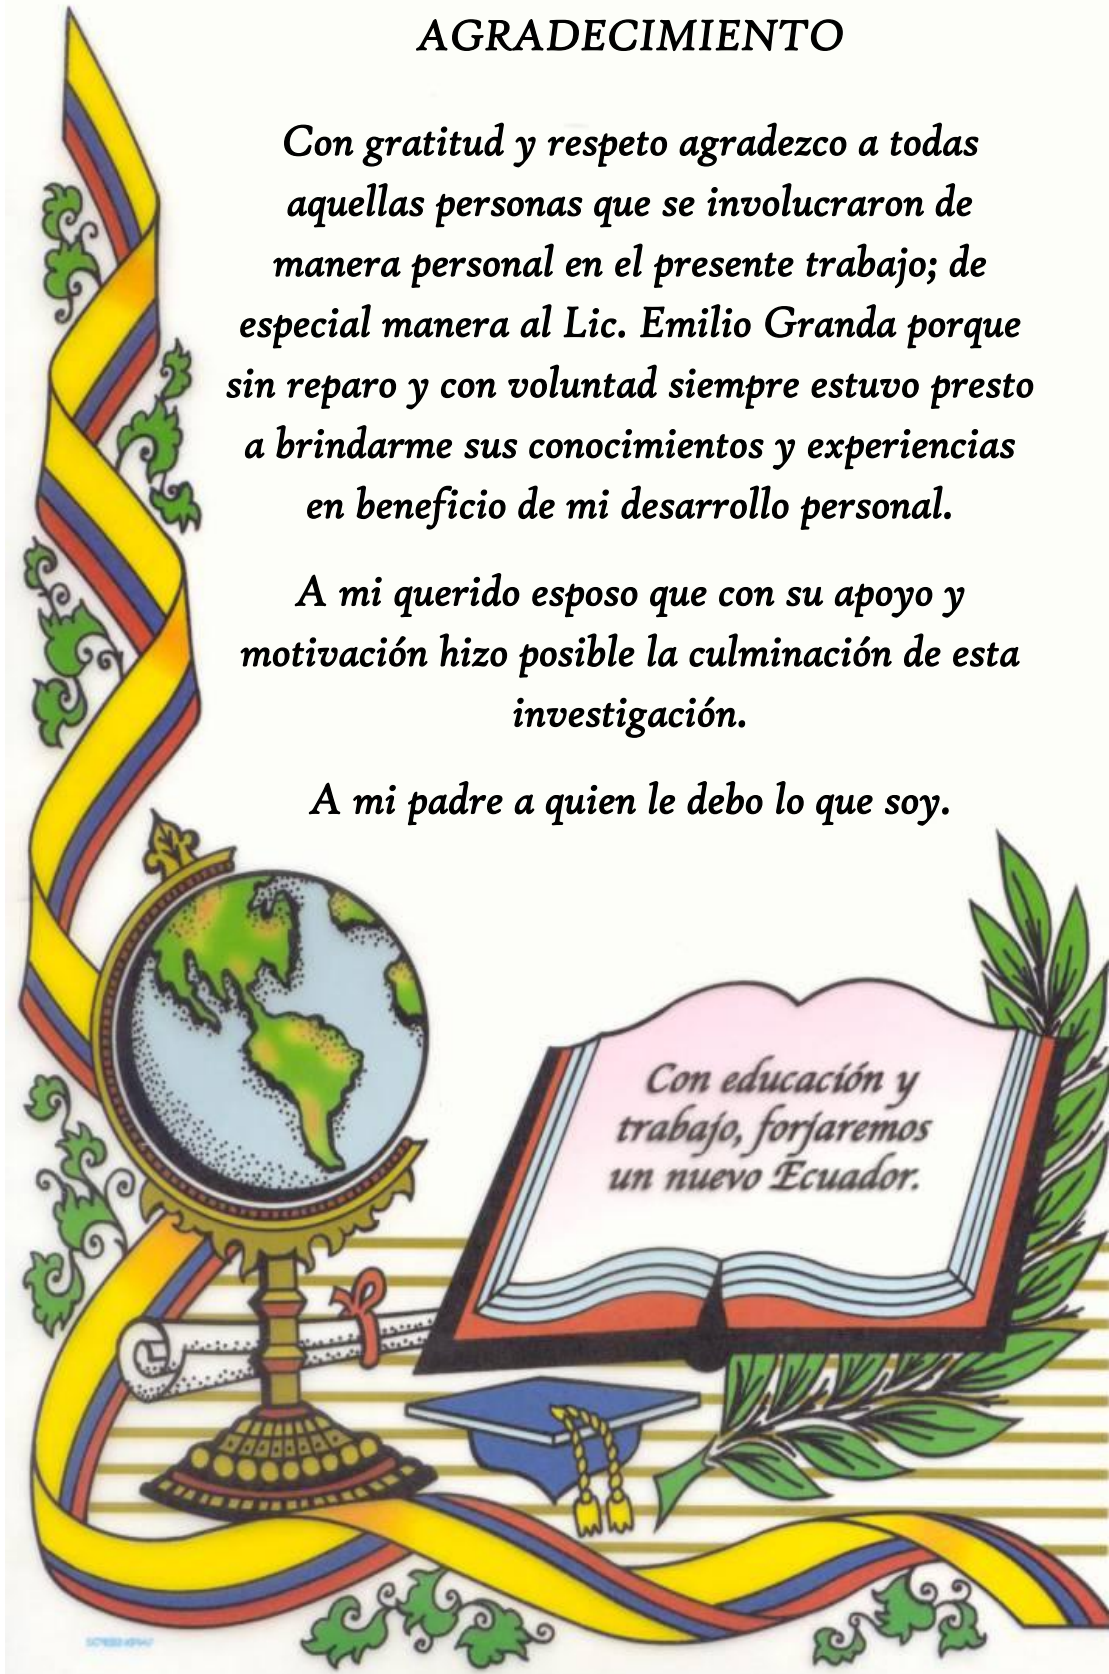 AGRADECIMIENTO
Con gratitud y respeto agradezco a todas
aquellas personas que se involucraron de
manera personal en el presente trabajo; de
especial manera al Lic. Emilio Granda porque
sin reparo y con voluntad siempre estuvo presto
a brindarme sus conocimientos y experiencias
en beneficio de mi desarrollo personal.
A mi querido esposo que con su apoyo y
motivación hizo posible la culminación de esta
investigación.
A mi padre a quien le debo lo que soy.
Con educación y
trabajo, forjaremos
un nuevo Ecuador.